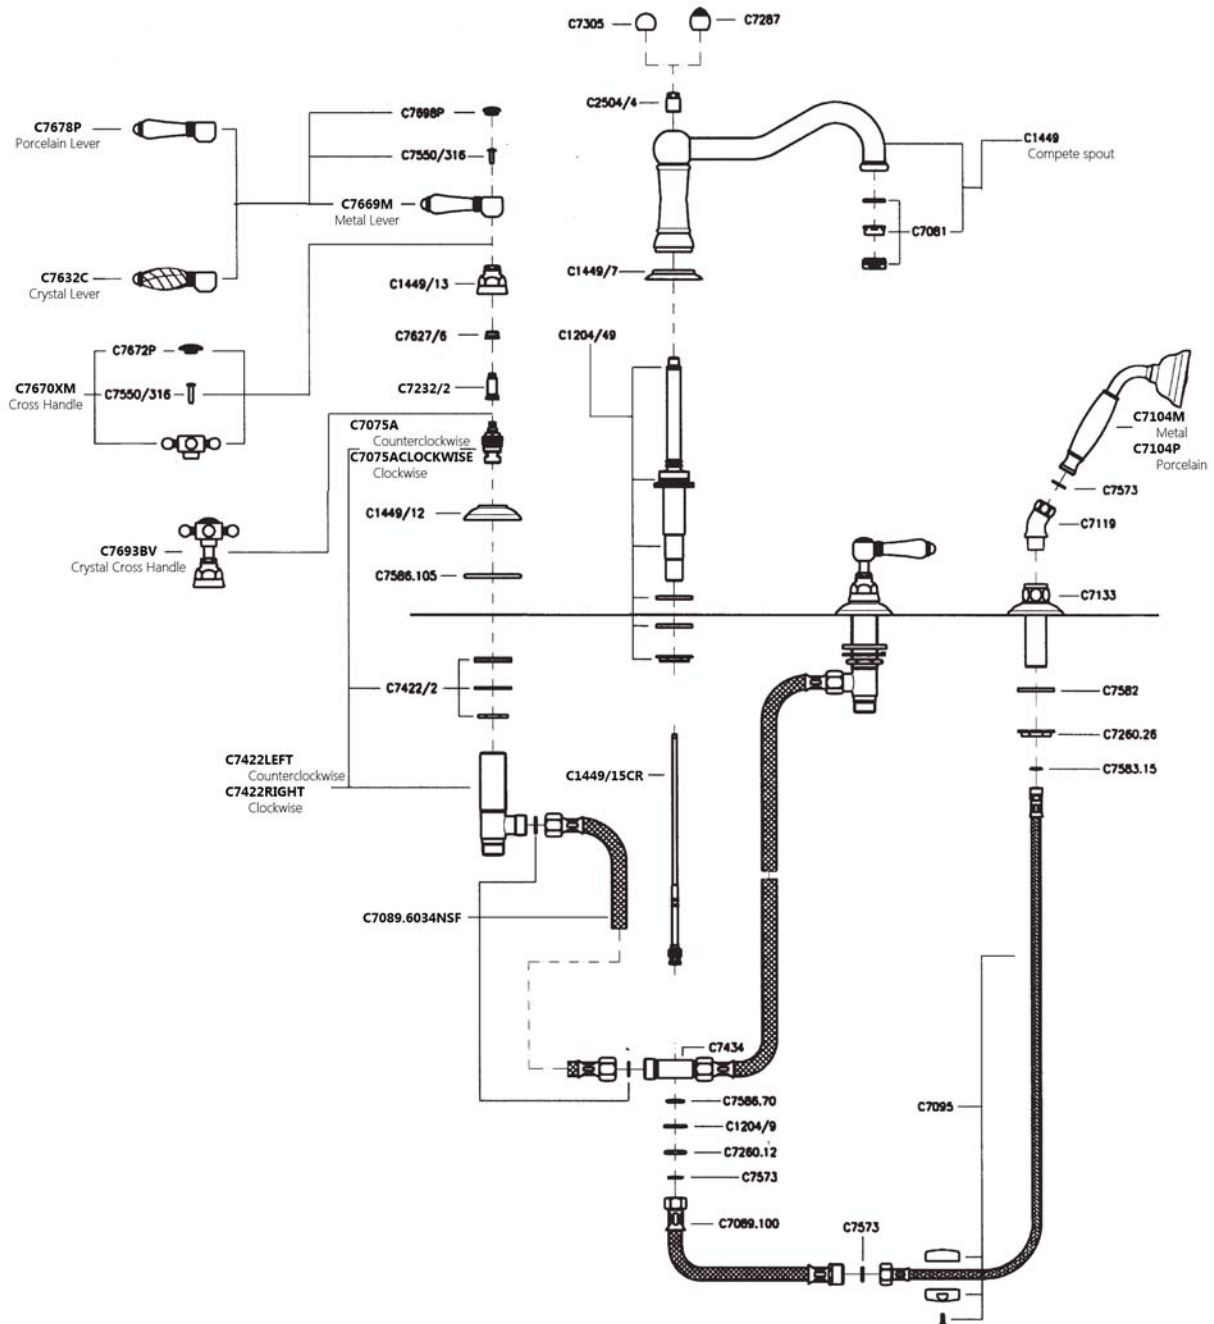 C7305
C7287
C2504/4
C7698P
C7678P
Porcelain Lever
C7550/316
C1449
Compete spout
C7669M
Metal Lever
C7081
C7632C
Crystal Lever
C1449/13
C1449/7
C7627/6
C1204/49
C7672P
C7670XM
Cross Handle
C7550/316
C7232/2
C7075A
Counterclockwise
C7075ACLOCKWISE
Clockwise
C7104M
Metal
C7104P
Porcelain
C7573
C1449/12
C7119
C7693BV
Crystal Cross Handle
C7586.105
C7133
C7422/2
C7582
C7260.26
C7422LEFT
Counterclockwise
C7422RIGHT
Clockwise
C1449/15CR
C7583.15
C7089.6034NSF
C7434
C7586.70
C7095
C1204/9
C7260.12
C7573
C7089.100
C7573